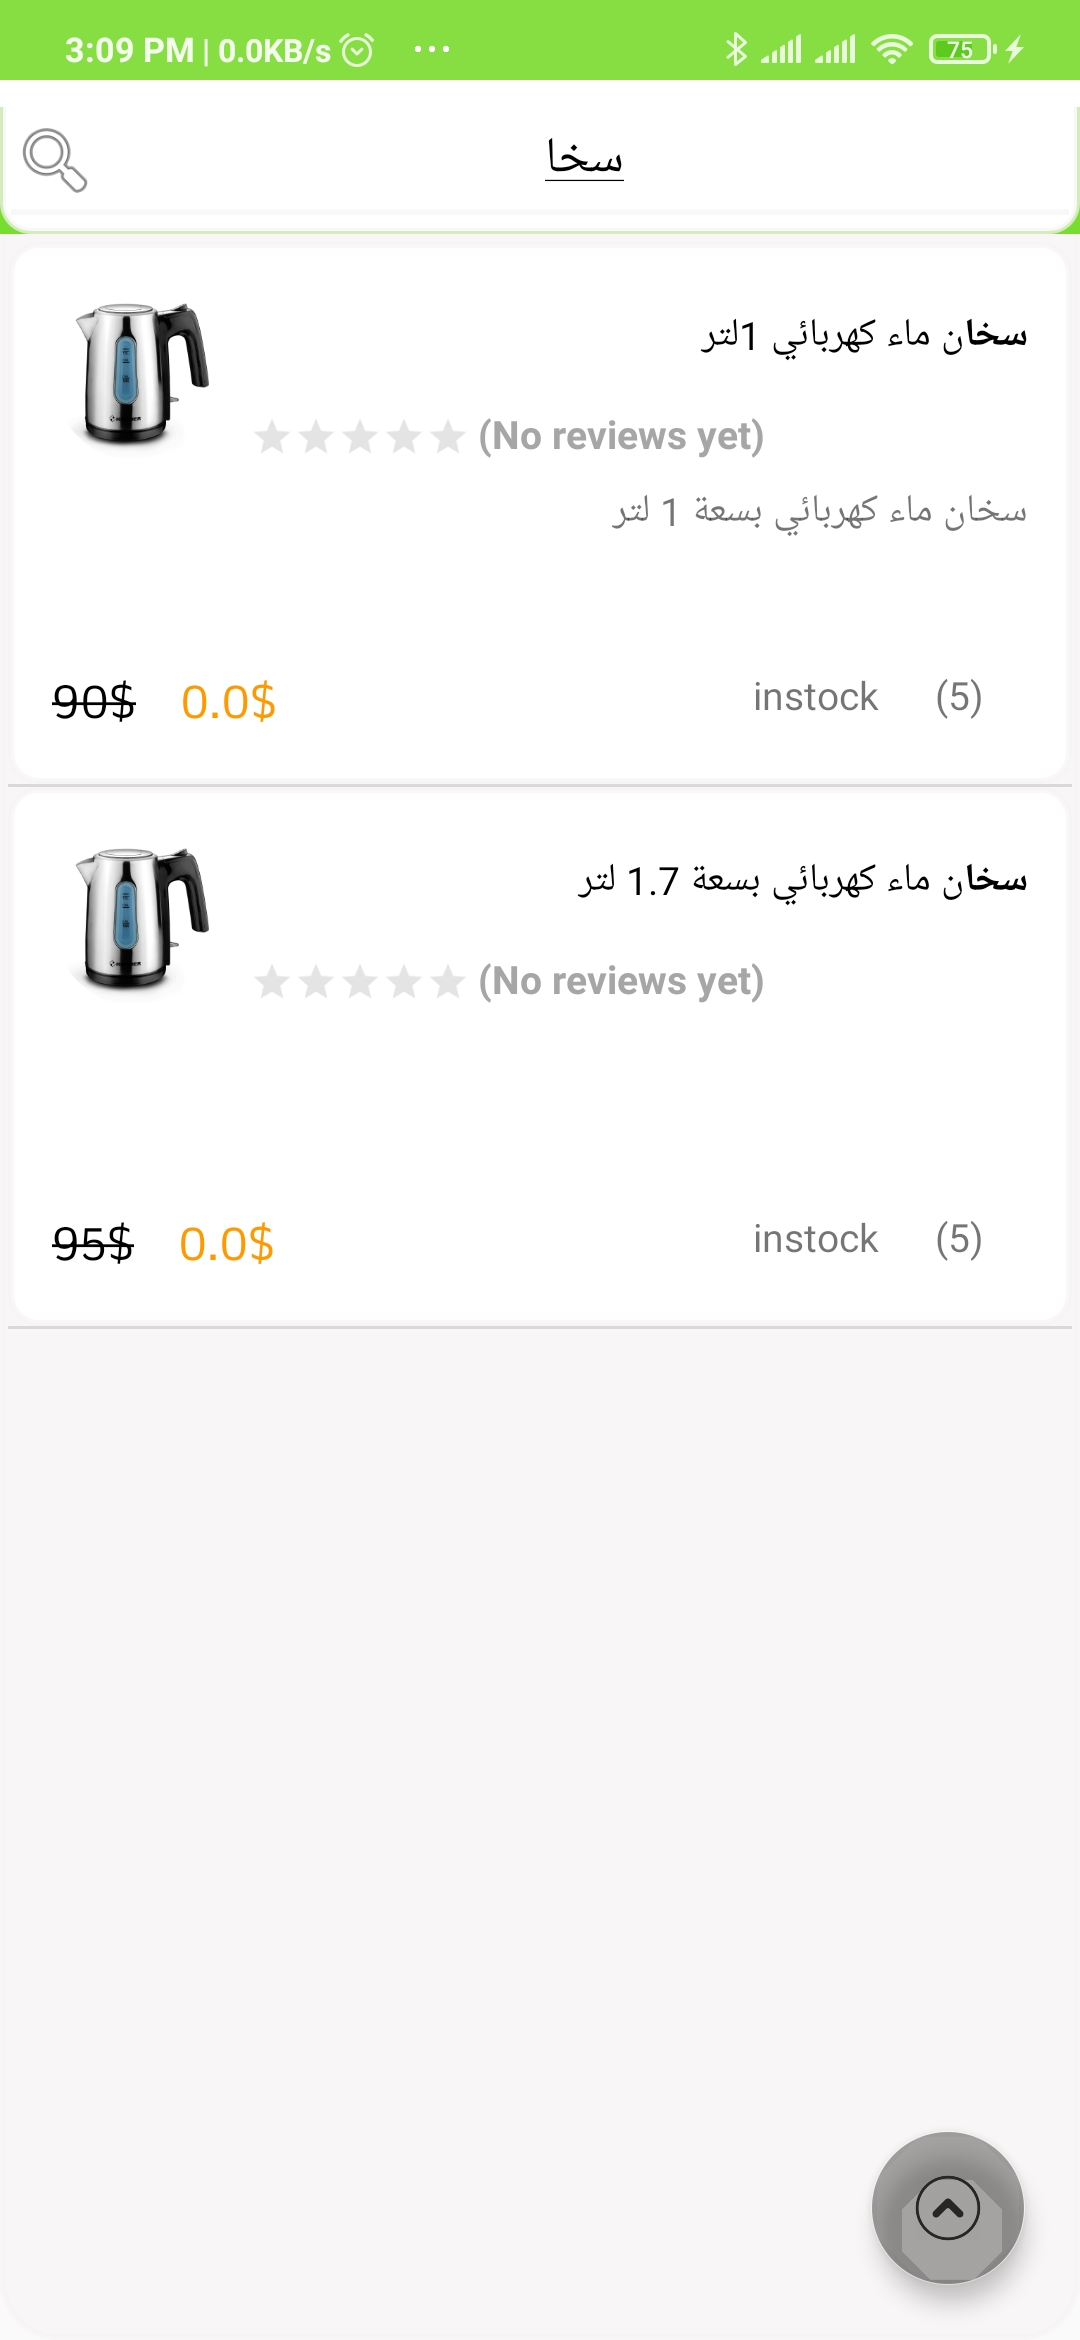 3:09 PM | 0.0KB/s ...
75
سخا
سخان ماء كهربائي 1لتر
(No reviews yet)
سخان ماء كهربائي بسعة 1 لتر
90$ 0.0$ instock (5)
سخان ماء كهربائي بسعة 1.7 لتر
(No reviews yet)
95$ 0.0$ instock (5)